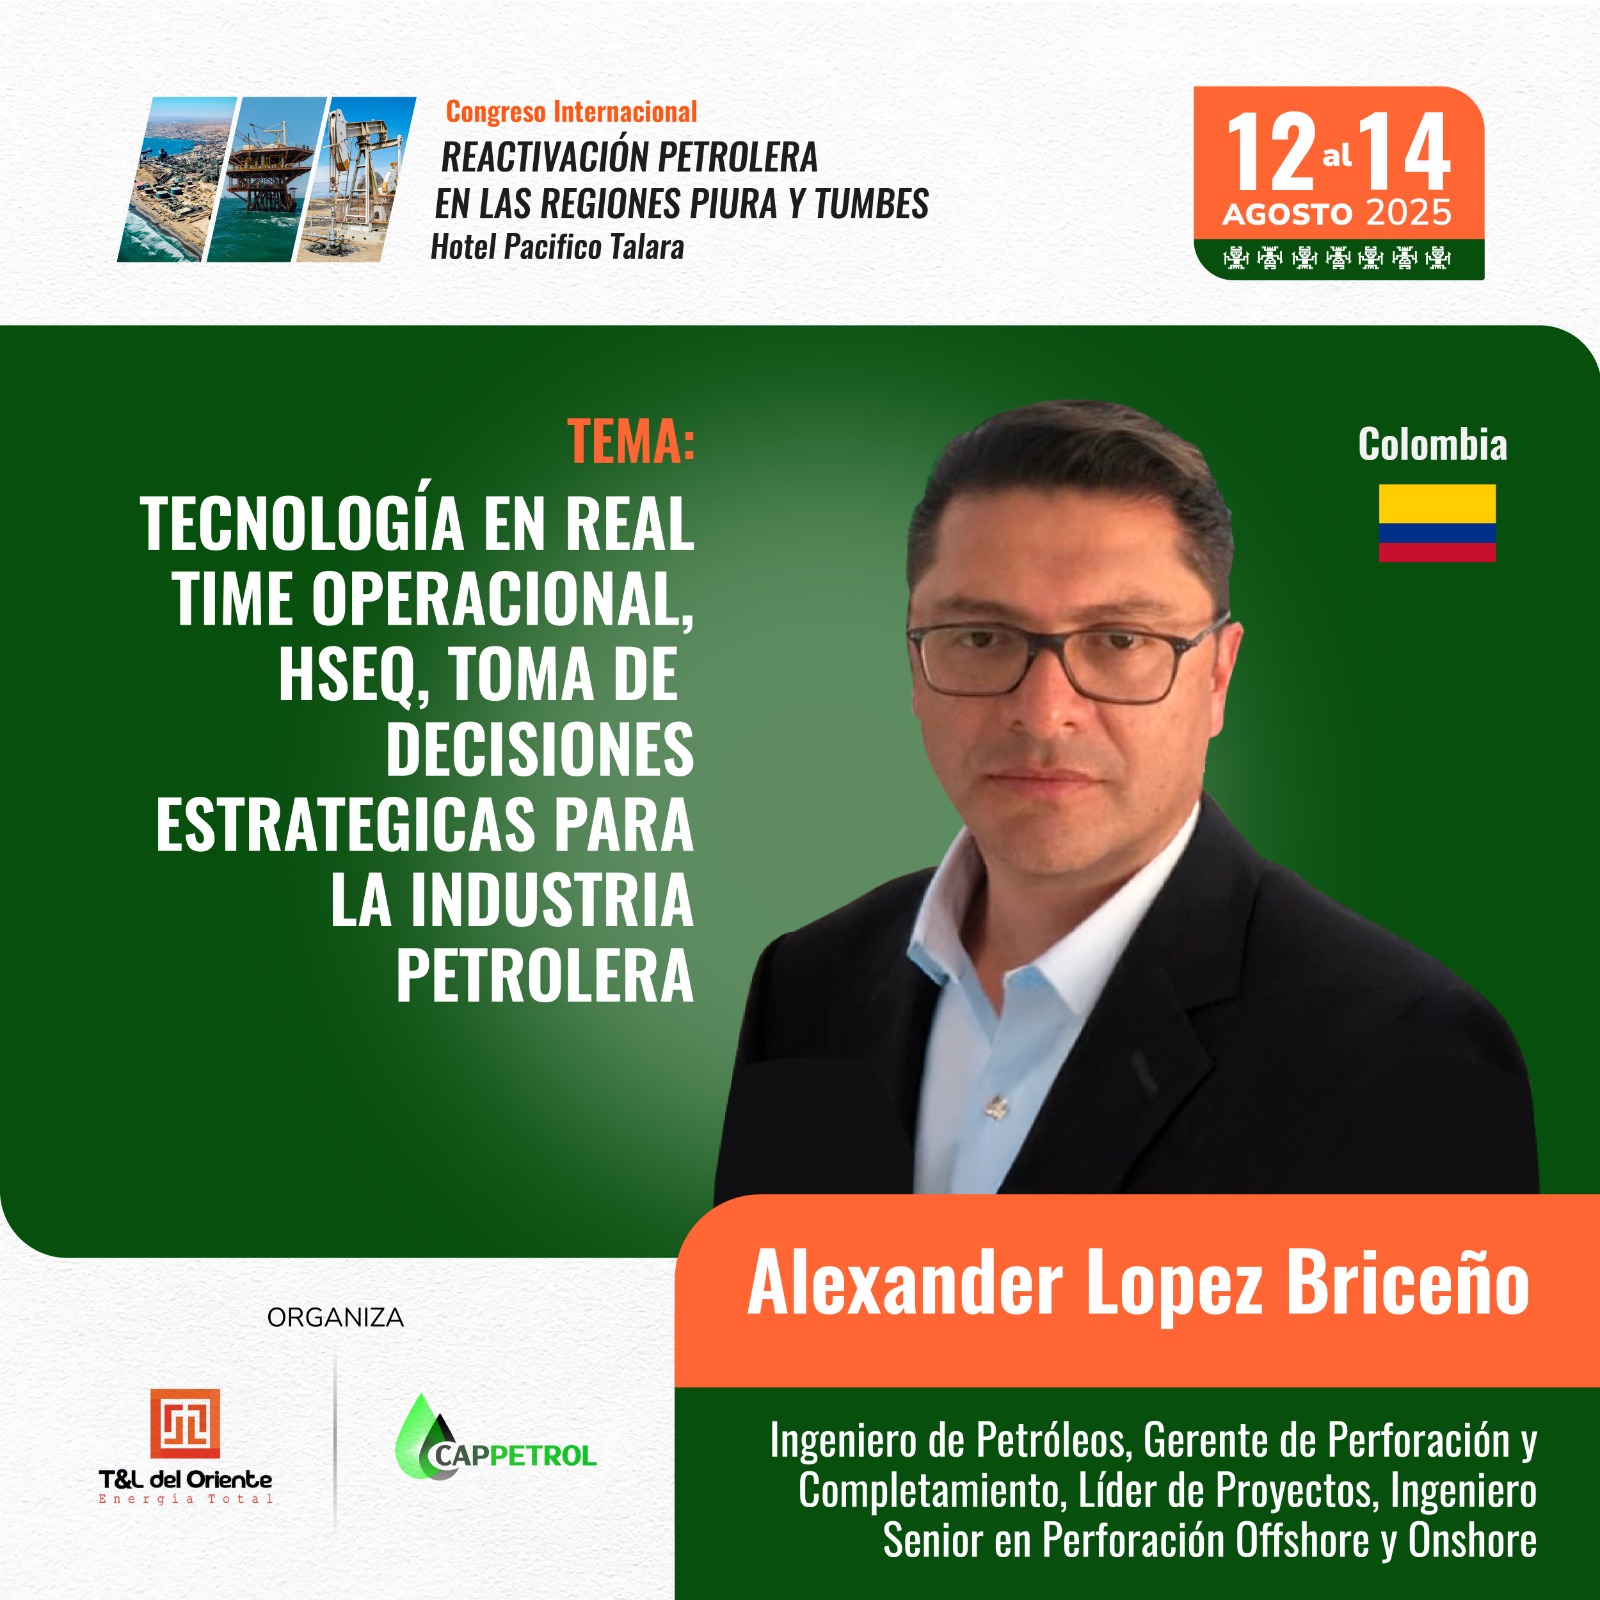 Congreso Internacional
REACTIVACIÓN PETROLERA
EN LAS REGIONES PIURA Y TUMBES
Hotel Pacifico Talara
12 al 14
AGOSTO 2025
TEMA:
TECNOLOGÍA EN REAL
TIME OPERACIONAL,
HSEQ, TOMA DE
DECISIONES
ESTRATEGICAS PARA
LA INDUSTRIA
PETROLERA
Colombia
Alexander Lopez Briceño
Ingeniero de Petróleos, Gerente de Perforación y
Completamiento, Líder de Proyectos, Ingeniero
Senior en Perforación Offshore y Onshore
ORGANIZA
T&L del Oriente
Energía Total
CAPPETROL